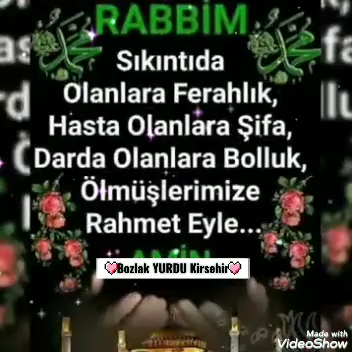 RABBİM
Sıkıntıda
Olanlara Ferahlık,
Hasta Olanlara Şifa,
Darda Olanlara Bolluk,
Ölmüşlerimize
Rahmet Eyle...
AMİN
Bozlak YURDU Kirsehir
Made with
VideoShow